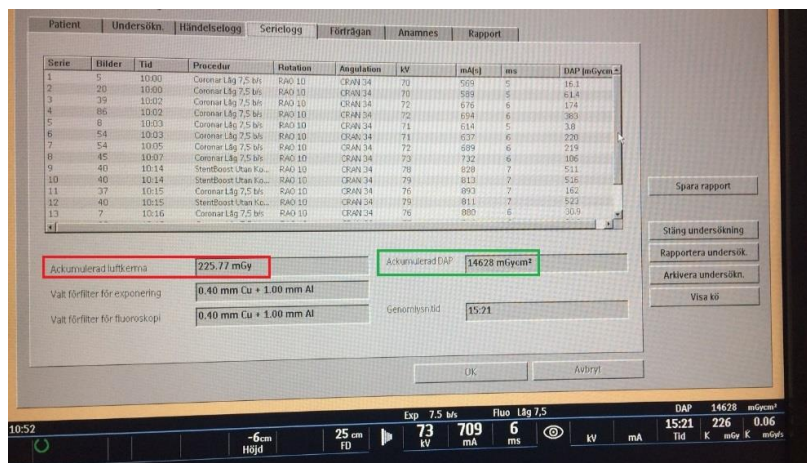 Patient Undersökn. Händelselogg Serielogg Förfrågan Anamnes Rapport
Serie Bilder Tid Procedur Rotation Angulation kV mA[s] ms DAP [mGycm
1 5 10:00 Coronar Låg 7,5 b/s RAO 10 CRAN 34 70 569 5 16.1
2 20 10:00 Coronar Låg 7,5 b/s RAO 10 CRAN 34 70 589 5 61.4
3 39 10:02 Coronar Låg 7,5 b/s RAO 10 CRAN 34 72 676 6 174
4 86 10:02 Coronar Låg 7,5 b/s RAO 10 CRAN 34 72 694 6 383
5 8 10:03 Coronar Låg 7,5 b/s RAO 10 CRAN 34 71 614 5 3.8
6 54 10:03 Coronar Låg 7,5 b/s RAO 10 CRAN 34 71 637 6 220
7 54 10:05 Coronar Låg 7,5 b/s RAO 10 CRAN 34 72 689 6 219
8 45 10:07 Coronar Låg 7,5 b/s RAO 10 CRAN 34 73 732 6 106
9 40 10:14 StentBoost Utan Ko... RAO 10 CRAN 34 78 828 7 511
10 40 10:14 StentBoost Utan Ko... RAO 10 CRAN 34 79 813 7 516
11 37 10:15 Coronar Låg 7,5 b/s RAO 10 CRAN 34 76 893 7 162
12 40 10:15 StentBoost Utan Ko... RAO 10 CRAN 34 79 811 7 523
13 7 10:16 Coronar Låg 7,5 b/s RAO 10 CRAN 34 76 880 6 30.9
Spara rapport
Stäng undersökning
Rapportera undersök.
Arkivera undersökn.
Visa kö
Ackumulerad luftkerma 225.77 mGy Ackumulerad DAP 14628 mGycm²
Valt förfilter för exponering 0.40 mm Cu + 1.00 mm Al
Valt förfilter för fluoroskopi 0.40 mm Cu + 1.00 mm Al Genomlysn.tid 15:21
OK Avbryt
Exp 7.5 b/s Fluo Låg 7,5 DAP 14628 mGycm²
10:52 -6cm 25 cm 73 709 6 15:21 226 0.06
Höjd FD kV mA ms kV mA Tid K mGy K mGy/s